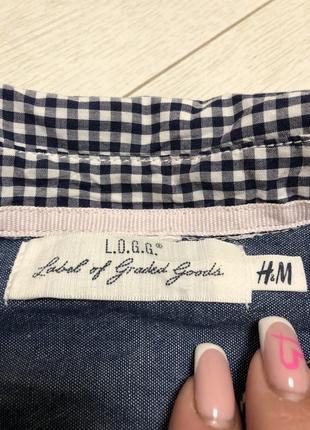 L.O.G.G.®
Label of Graded Goods.
H&M